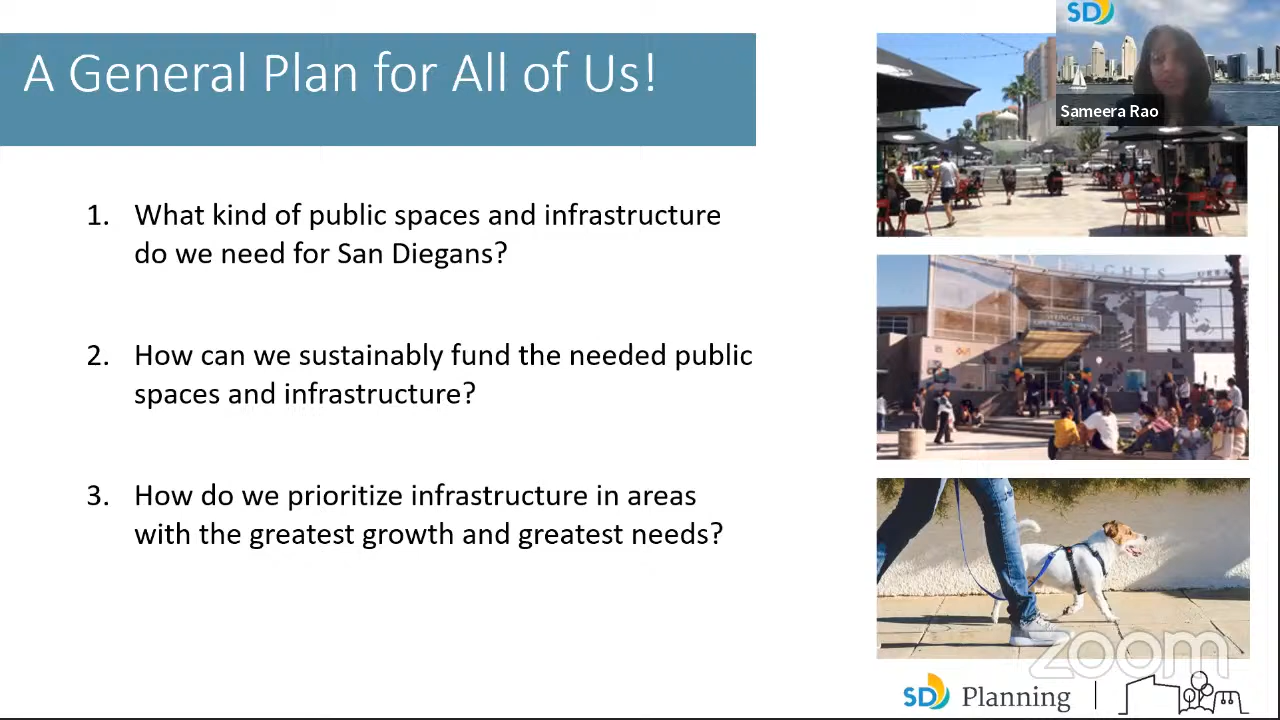 A General Plan for All of Us!
SD
Sameera Rao
1. What kind of public spaces and infrastructure
do we need for San Diegans?
2. How can we sustainably fund the needed public
spaces and infrastructure?
3. How do we prioritize infrastructure in areas
with the greatest growth and greatest needs?
HEIGHTS
WEINGART
zoom
SD Planning